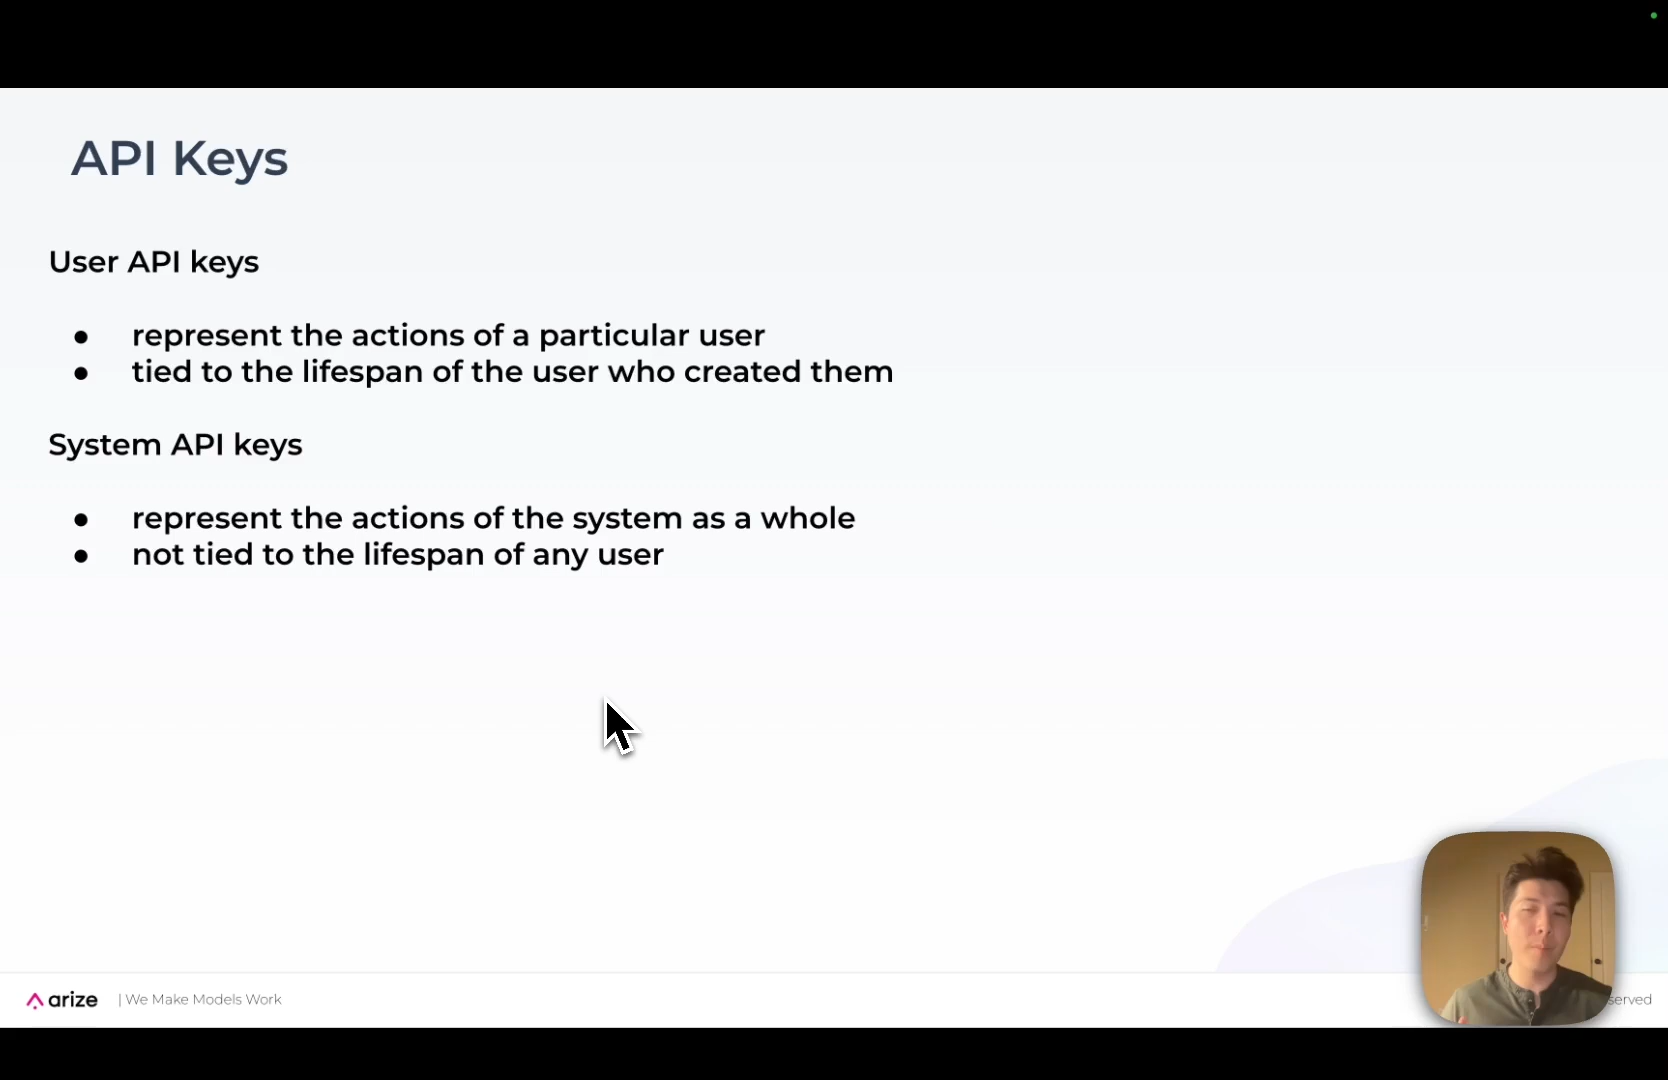 API Keys
User API keys
● represent the actions of a particular user
● tied to the lifespan of the user who created them
System API keys
● represent the actions of the system as a whole
● not tied to the lifespan of any user
arize | We Make Models Work